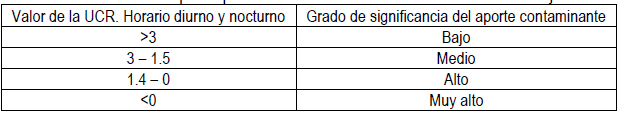 Valor de la UCR. Horario diurno y nocturno Grado de significancia del aporte contaminante
>3 Bajo
3 – 1.5 Medio
1.4 – 0 Alto
<0 Muy alto